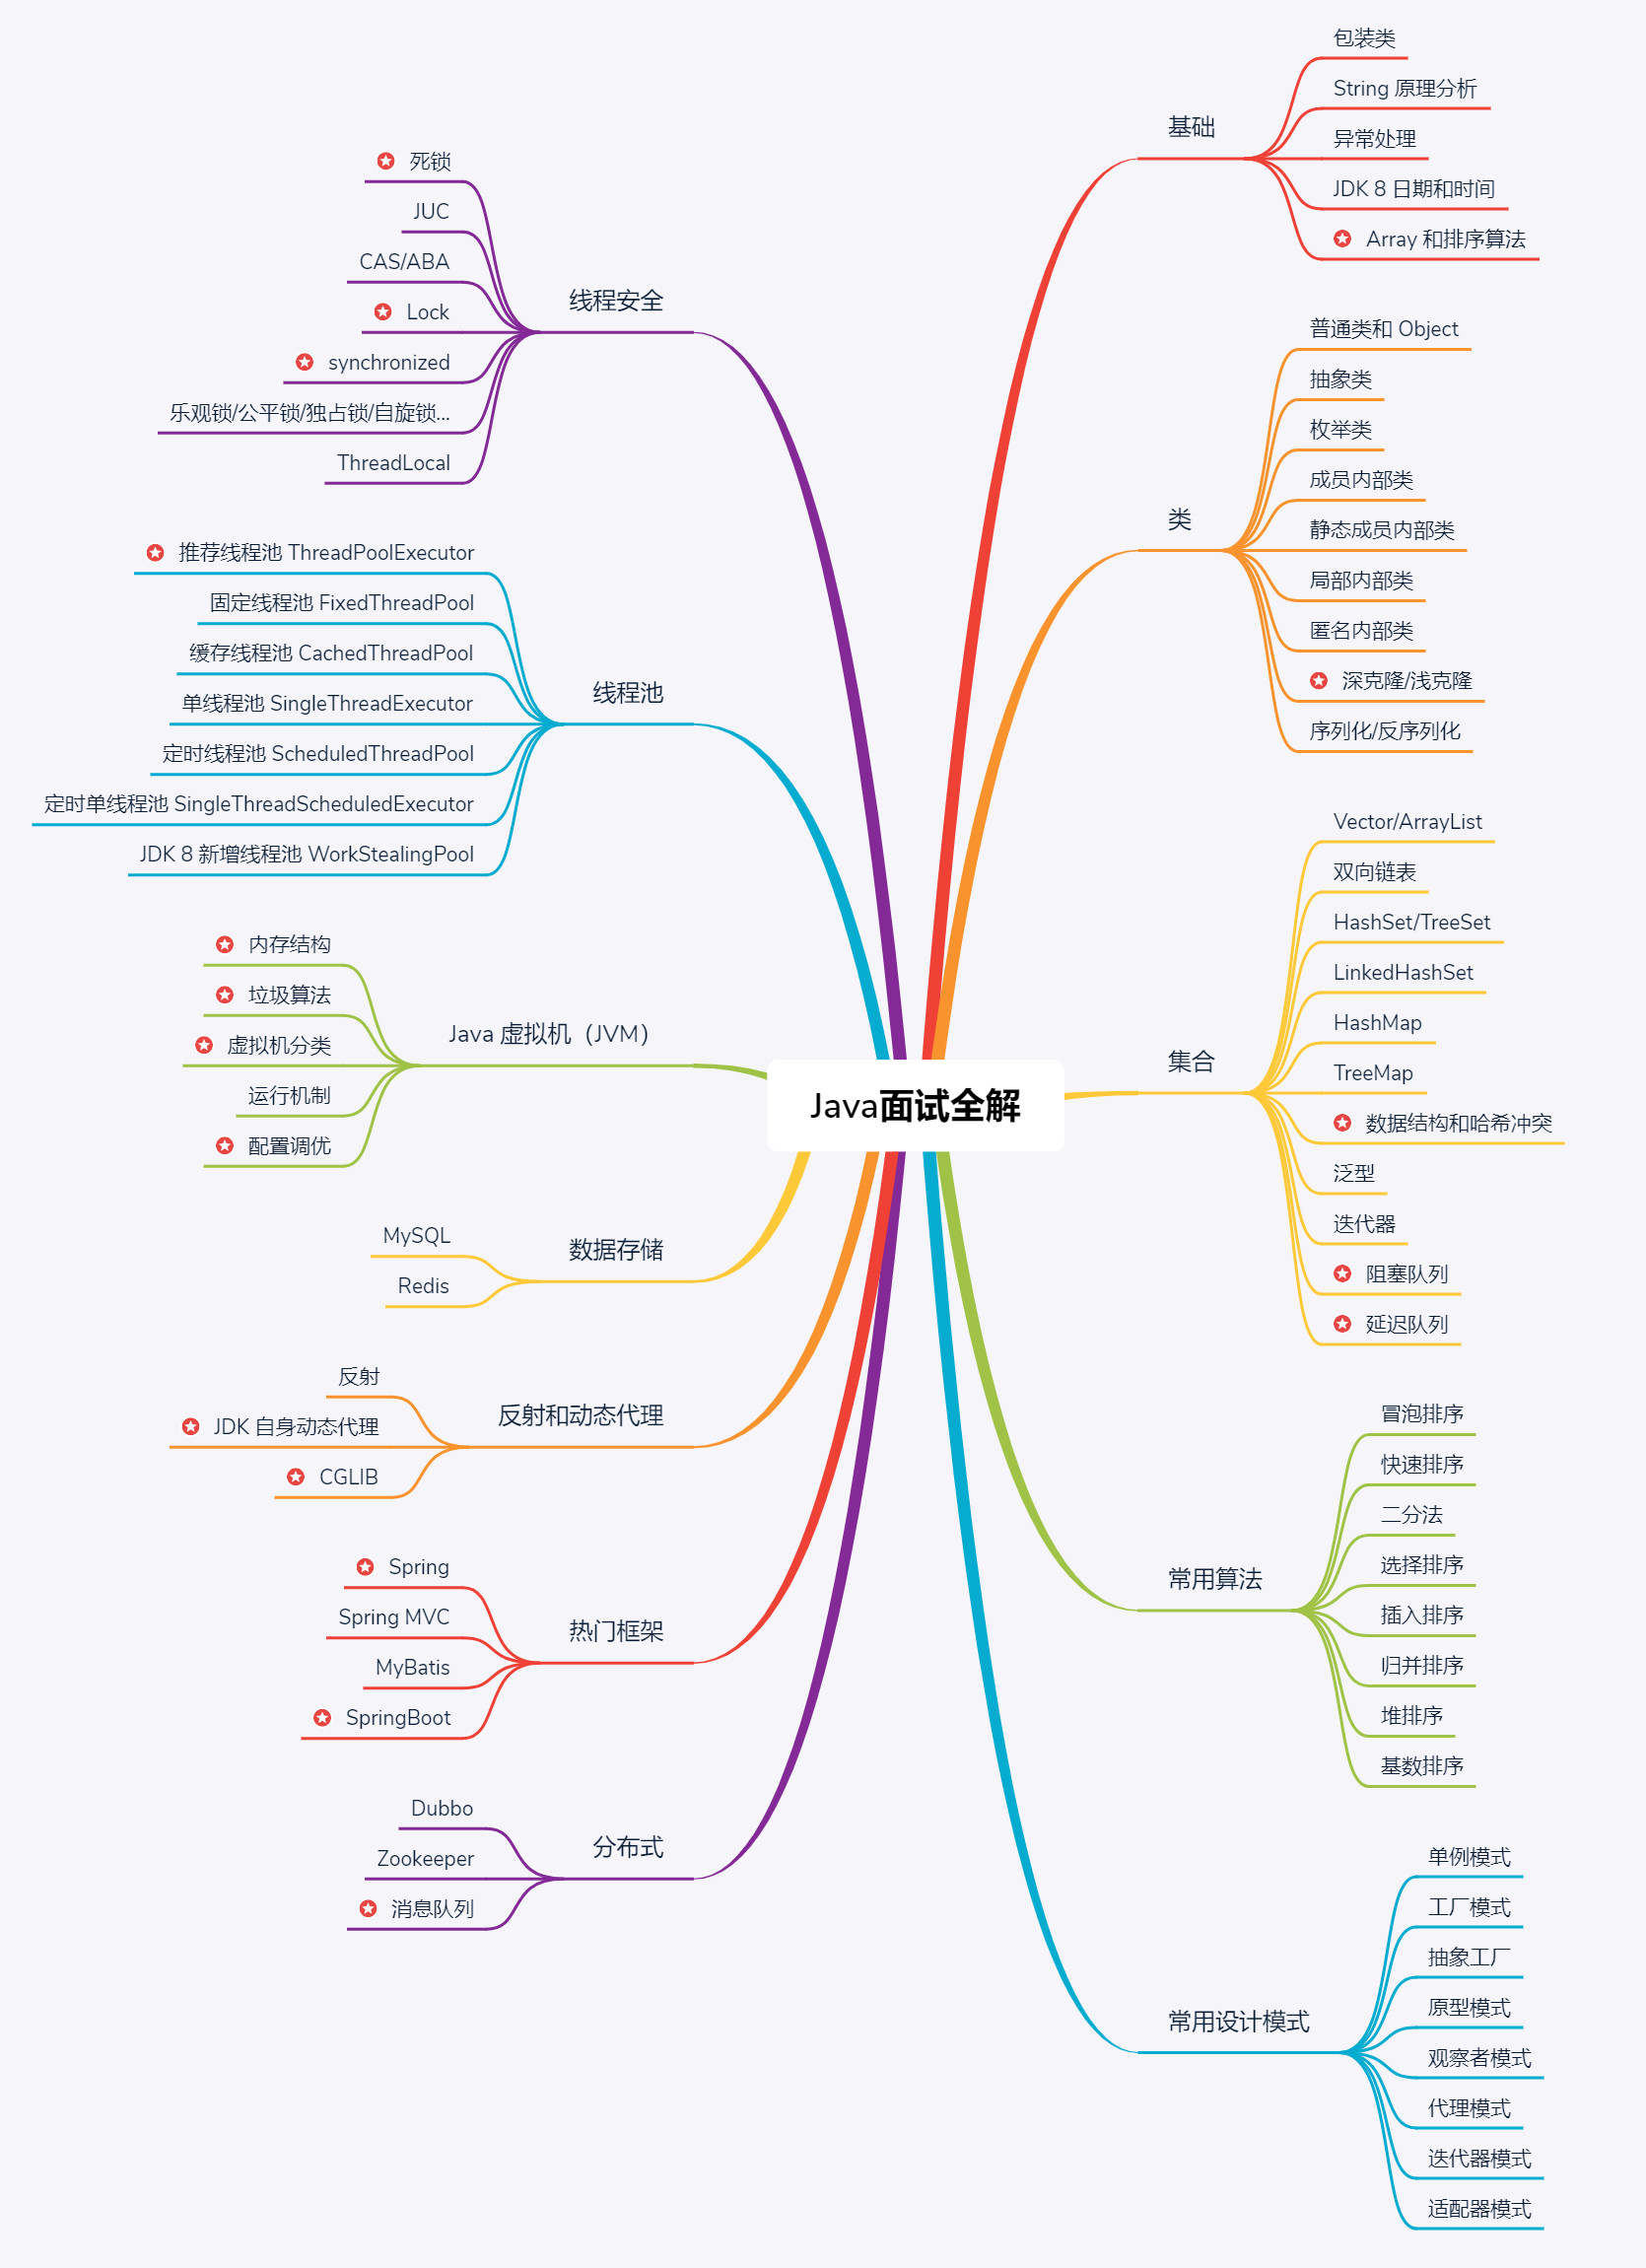 Java面试全解
基础
包装类
String 原理分析
异常处理
JDK 8 日期和时间
Array 和排序算法
类
普通类和 Object
抽象类
枚举类
成员内部类
静态成员内部类
局部内部类
匿名内部类
深克隆/浅克隆
序列化/反序列化
集合
Vector/ArrayList
双向链表
HashSet/TreeSet
LinkedHashSet
HashMap
TreeMap
数据结构和哈希冲突
泛型
迭代器
阻塞队列
延迟队列
常用算法
冒泡排序
快速排序
二分法
选择排序
插入排序
归并排序
堆排序
基数排序
常用设计模式
单例模式
工厂模式
抽象工厂
原型模式
观察者模式
代理模式
迭代器模式
适配器模式
线程安全
死锁
JUC
CAS/ABA
Lock
synchronized
乐观锁/公平锁/独占锁/自旋锁...
ThreadLocal
线程池
推荐线程池 ThreadPoolExecutor
固定线程池 FixedThreadPool
缓存线程池 CachedThreadPool
单线程池 SingleThreadExecutor
定时线程池 ScheduledThreadPool
定时单线程池 SingleThreadScheduledExecutor
JDK 8 新增线程池 WorkStealingPool
Java 虚拟机（JVM）
内存结构
垃圾算法
虚拟机分类
运行机制
配置调优
数据存储
MySQL
Redis
反射和动态代理
反射
JDK 自身动态代理
CGLIB
热门框架
Spring
Spring MVC
MyBatis
SpringBoot
分布式
Dubbo
Zookeeper
消息队列